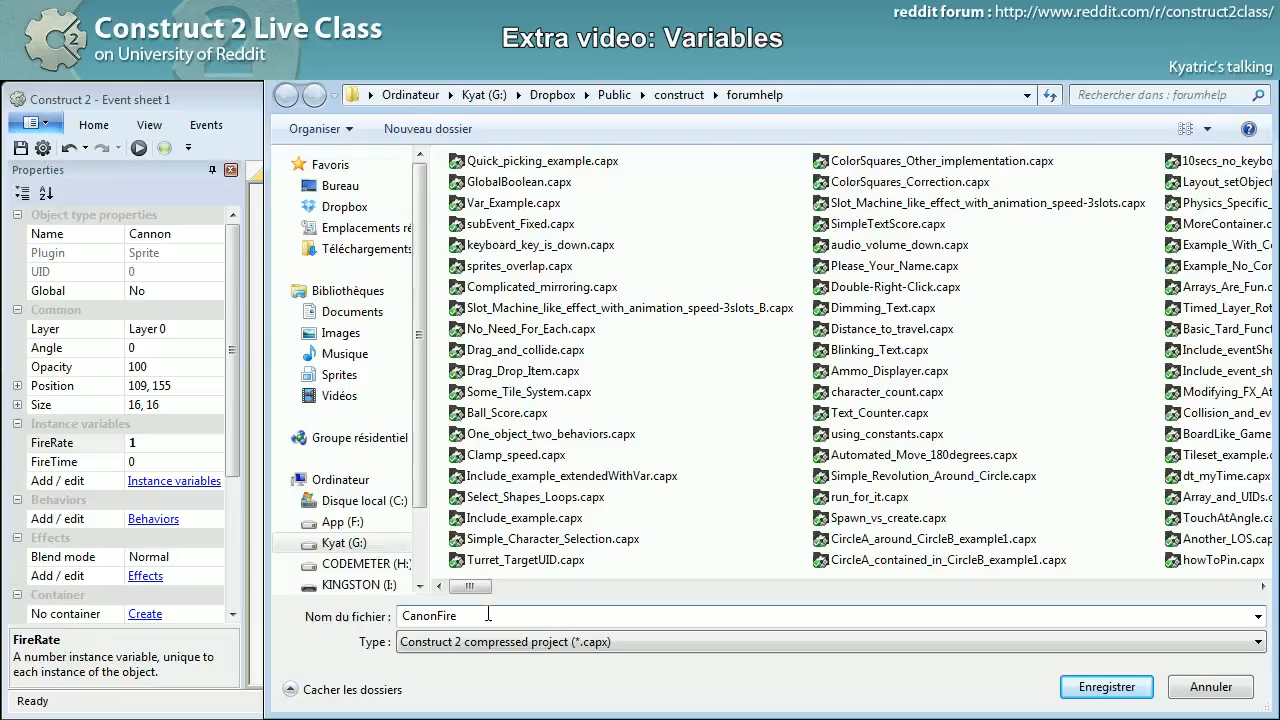 Construct 2 Live Class
on University of Reddit
Extra video: Variables
reddit forum : http://www.reddit.com/r/construct2class/
Kyatric's talking
Construct 2 - Event sheet 1
Home View Events
Properties
Object type properties
Name Cannon
Plugin Sprite
UID 0
Global No
Common
Layer Layer 0
Angle 0
Opacity 100
Position 109, 155
Size 16, 16
Instance variables
FireRate 1
FireTime 0
Add / edit Instance variables
Behaviors
Add / edit Behaviors
Effects
Blend mode Normal
Add / edit Effects
Container
No container Create
FireRate
A number instance variable, unique to
each instance of the object.
Ready
Ordinateur Kyat (G:) Dropbox Public construct forumhelp
Rechercher dans : forumhelp
Organiser Nouveau dossier
Favoris
Bureau
Dropbox
Emplacements ré
Téléchargements
Bibliothèques
Documents
Images
Musique
Sprites
Vidéos
Groupe résidentiel
Ordinateur
Disque local (C:)
App (F:)
Kyat (G:)
CODEMETER (H:)
KINGSTON (I:)
Quick_picking_example.capx
GlobalBoolean.capx
Var_Example.capx
subEvent_Fixed.capx
keyboard_key_is_down.capx
sprites_overlap.capx
Complicated_mirroring.capx
Slot_Machine_like_effect_with_animation_speed-3slots_B.capx
No_Need_For_Each.capx
Drag_and_collide.capx
Drag_Drop_Item.capx
Some_Tile_System.capx
Ball_Score.capx
One_object_two_behaviors.capx
Clamp_speed.capx
Include_example_extendedWithVar.capx
Select_Shapes_Loops.capx
Include_example.capx
Simple_Character_Selection.capx
Turret_TargetUID.capx
ColorSquares_Other_implementation.capx
ColorSquares_Correction.capx
Slot_Machine_like_effect_with_animation_speed-3slots.capx
SimpleTextScore.capx
audio_volume_down.capx
Please_Your_Name.capx
Double-Right-Click.capx
Dimming_Text.capx
Distance_to_travel.capx
Blinking_Text.capx
Ammo_Displayer.capx
character_count.capx
Text_Counter.capx
using_constants.capx
Automated_Move_180degrees.capx
Simple_Revolution_Around_Circle.capx
run_for_it.capx
Spawn_vs_create.capx
CircleA_around_CircleB_example1.capx
CircleA_contained_in_CircleB_example1.capx
10secs_no_keybo
Layout_setObject
Physics_Specific_
MoreContainer.c
Example_With_C
Example_No_Con
Arrays_Are_Fun.c
Timed_Layer_Rot
Basic_Tard_Funct
Include_eventShe
Include_event_sh
Modifying_FX_At
Collision_and_ev
BoardLike_Game
Tileset_example.c
dt_myTime.capx
Array_and_UIDs.c
TouchAtAngle.ca
Another_LOS.cap
howToPin.capx
Nom du fichier : CanonFire
Type : Construct 2 compressed project (*.capx)
Cacher les dossiers
Enregistrer Annuler